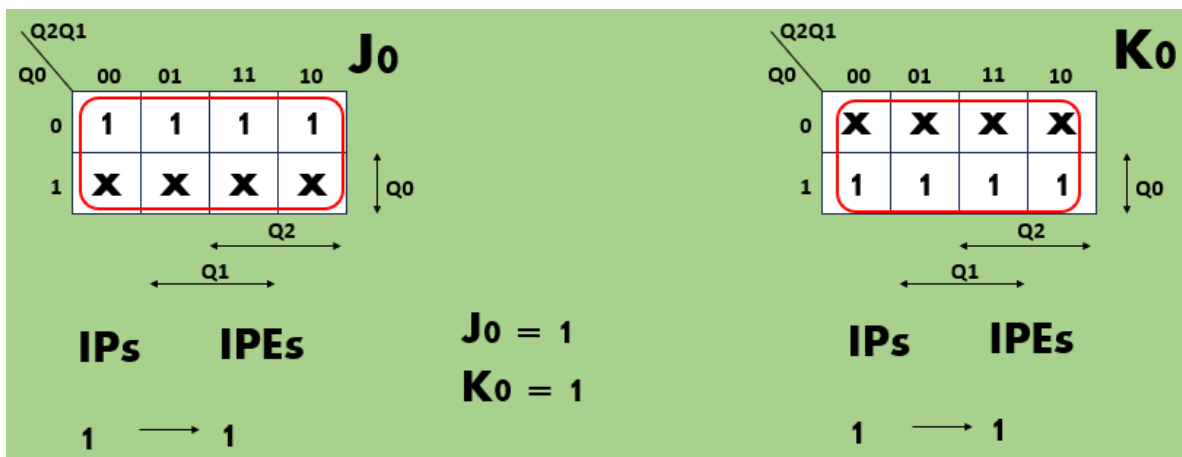 Q2Q1
J0
Q0 00 01 11 10
0 1 1 1 1
1 X X X X Q0
Q2
Q1
IPs IPEs
1 1
J0 = 1
K0 = 1
Q2Q1
K0
Q0 00 01 11 10
0 X X X X
1 1 1 1 1 Q0
Q2
Q1
IPs IPEs
1 1